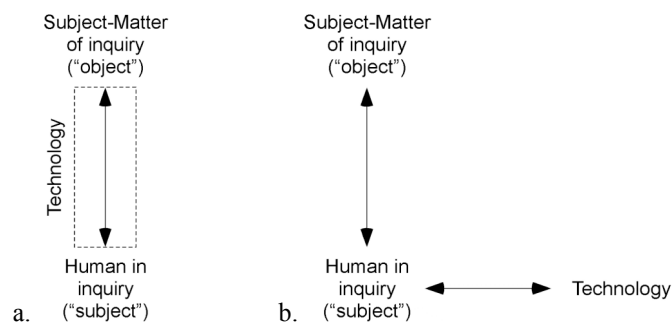 Subject-Matter
of inquiry
(“object”)
Technology
Human in
inquiry
(“subject”)
a.
Subject-Matter
of inquiry
(“object”)
Human in
inquiry
(“subject”)
Technology
b.